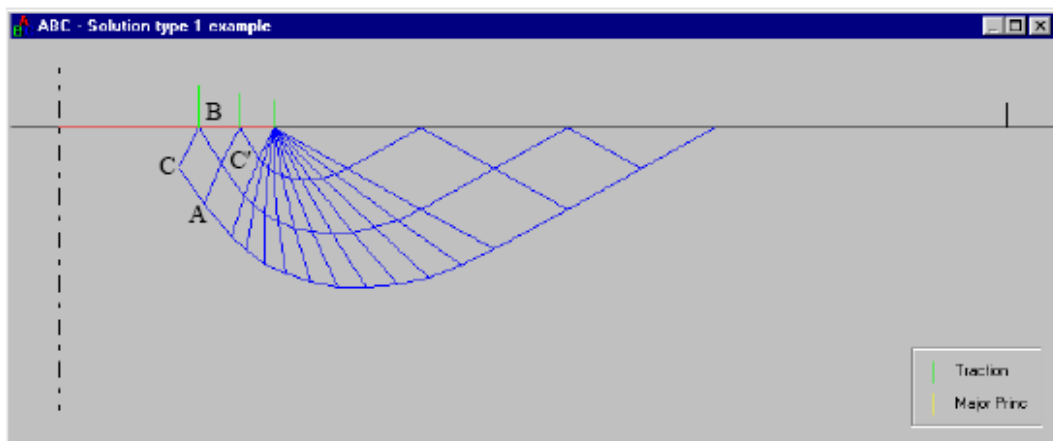 ABC - Solution type 1 example
B
C
C'
A
Traction
Major Princ